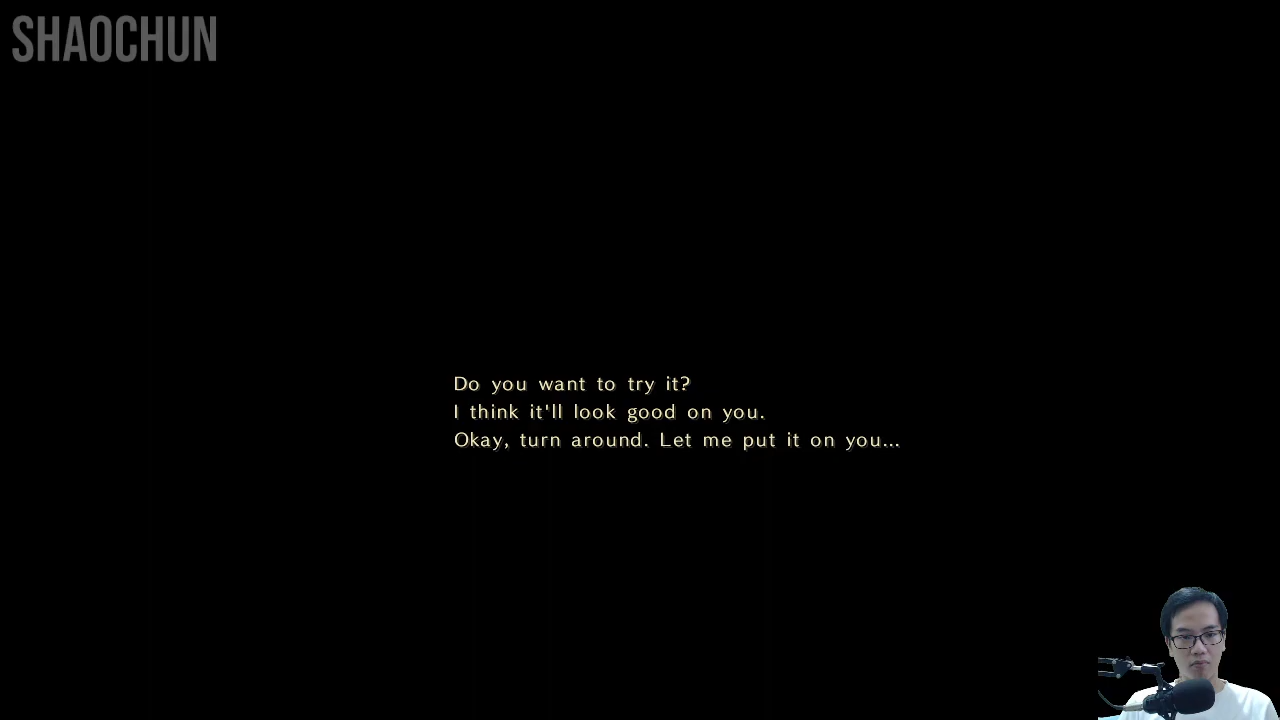 SHAOCHUN
Do you want to try it?
I think it'll look good on you.
Okay, turn around. Let me put it on you...